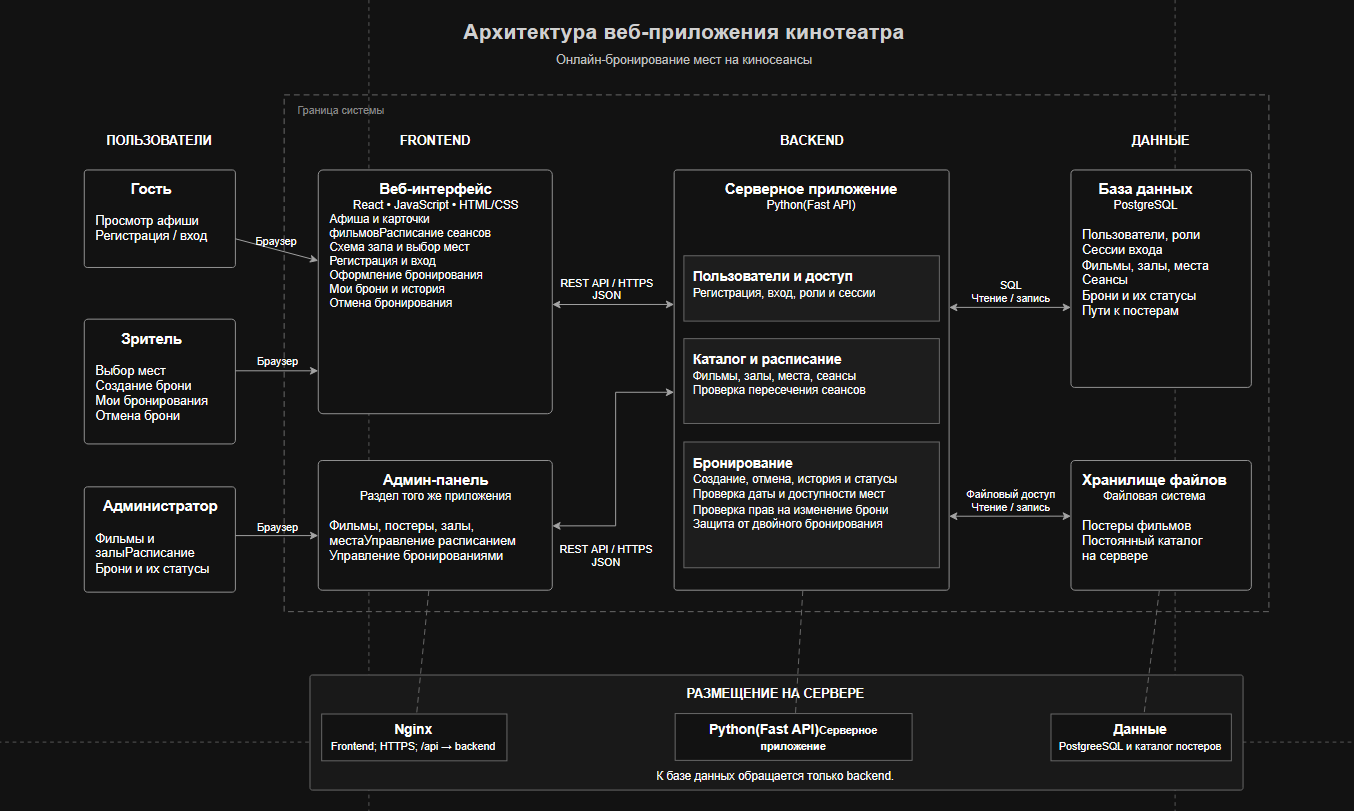 Архитектура веб-приложения кинотеатра
Онлайн-бронирование мест на киносеансы
Граница системы
ПОЛЬЗОВАТЕЛИ
FRONTEND
BACKEND
ДАННЫЕ
Гость
Просмотр афиши
Регистрация / вход
Браузер
Зритель
Выбор мест
Создание брони
Мои бронирования
Отмена брони
Браузер
Администратор
Фильмы и
залыРасписание
Брони и их статусы
Браузер
Веб-интерфейс
React • JavaScript • HTML/CSS
Афиша и карточки
фильмовРасписание сеансов
Схема зала и выбор мест
Регистрация и вход
Оформление бронирования
Мои брони и история
Отмена бронирования
Админ-панель
Раздел того же приложения
Фильмы, постеры, залы,
местаУправление расписанием
Управление бронированиями
REST API / HTTPS
JSON
REST API / HTTPS
JSON
Серверное приложение
Python(Fast API)
Пользователи и доступ
Регистрация, вход, роли и сессии
Каталог и расписание
Фильмы, залы, места, сеансы
Проверка пересечения сеансов
Бронирование
Создание, отмена, история и статусы
Проверка даты и доступности мест
Проверка прав на изменение брони
Защита от двойного бронирования
SQL
Чтение / запись
Файловый доступ
Чтение / запись
База данных
PostgreSQL
Пользователи, роли
Сессии входа
Фильмы, залы, места
Сеансы
Брони и их статусы
Пути к постерам
Хранилище файлов
Файловая система
Постеры фильмов
Постоянный каталог
на сервере
РАЗМЕЩЕНИЕ НА СЕРВЕРЕ
Nginx
Frontend; HTTPS; /api → backend
Python(Fast API)Серверное
приложение
Данные
PostgreeSQL и каталог постеров
К базе данных обращается только backend.